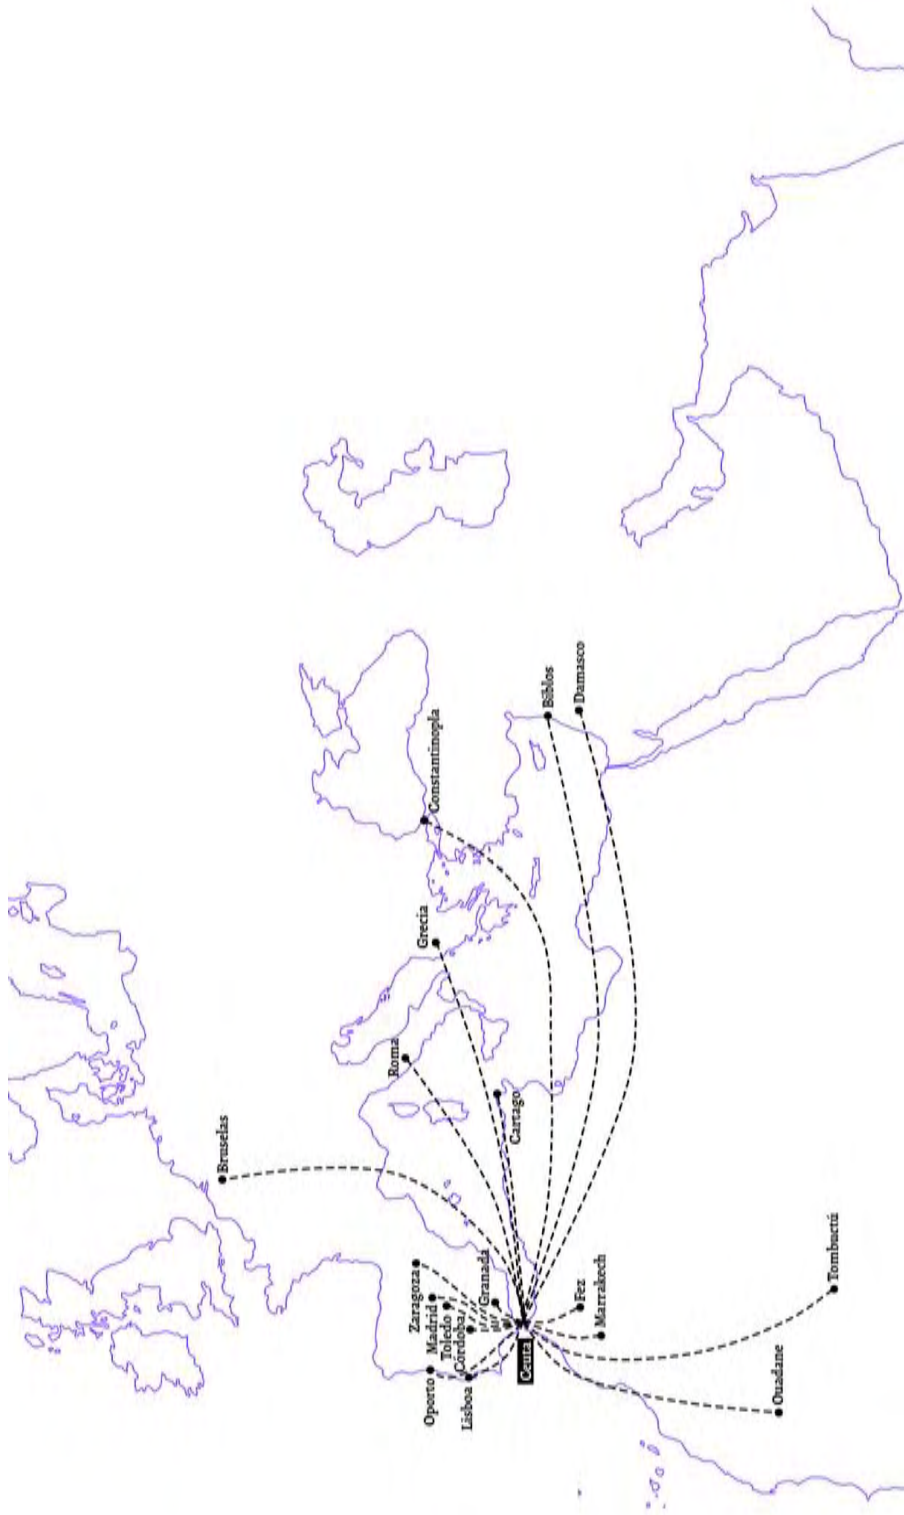 Bruselas
Zaragoza
Madrid
Toledo
Córdoba
Granada
Oporto
Lisboa
Ceuta
Roma
Grecia
Constantinopla
Cartago
Biblos
Damasco
Fez
Marrakech
Tombuctú
Ouadane